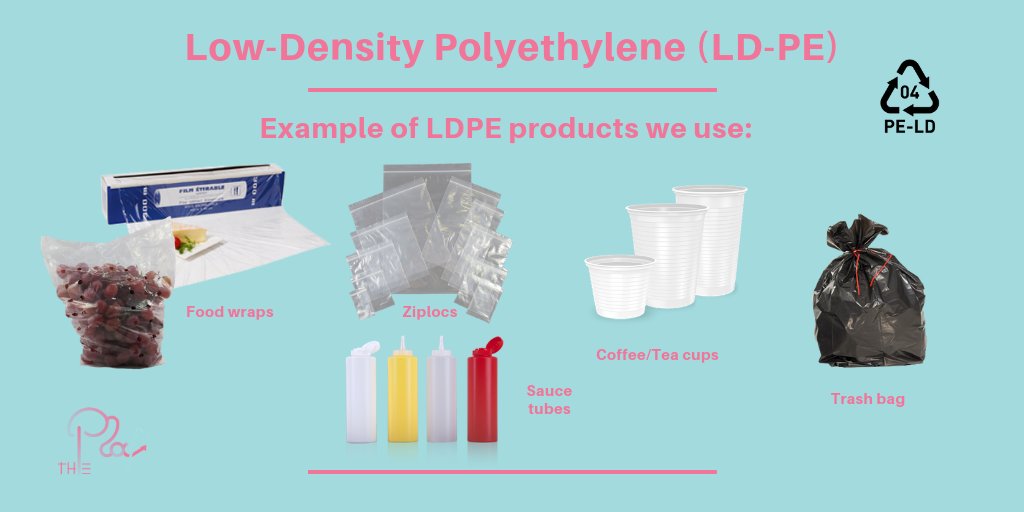 Low-Density Polyethylene (LD-PE)
04
PE-LD
Example of LDPE products we use:
FILM ÉTIRABLE
Food wraps
Ziplocs
Coffee/Tea cups
Sauce
tubes
Trash bag
THE